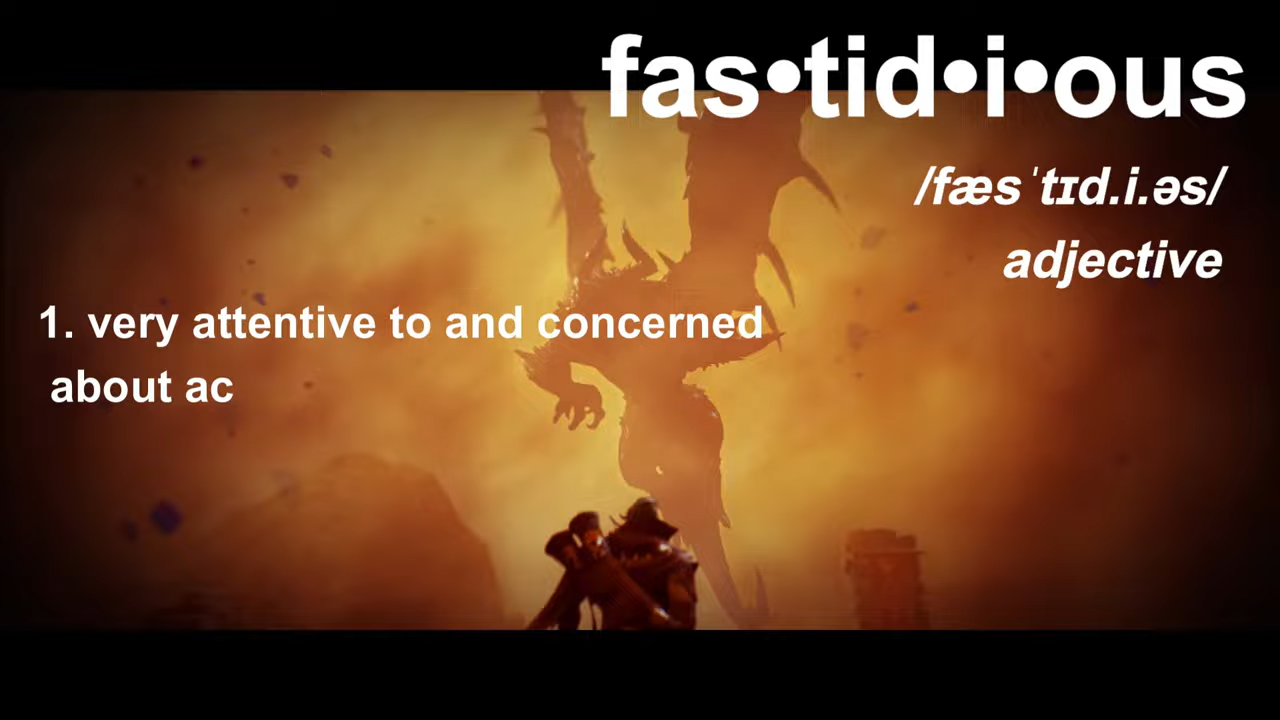 fas•tid•i•ous
/fæsˈtɪd.i.əs/
adjective
1. very attentive to and concerned
about ac